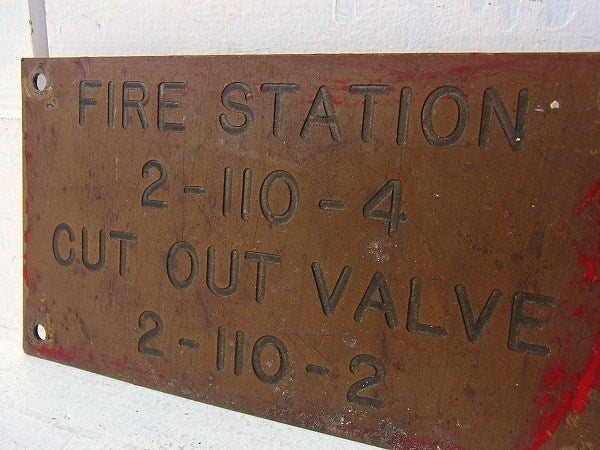 FIRE STATION
2-110-4
CUT OUT VALVE
2-110-2